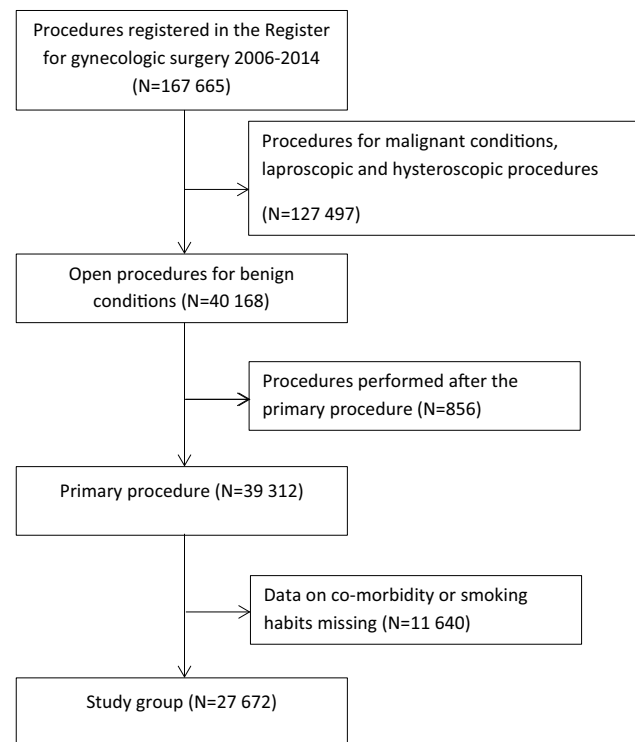 Procedures registered in the Register
for gynecologic surgery 2006-2014
(N=167 665)
Procedures for malignant conditions,
laproscopic and hysteroscopic procedures
(N=127 497)
Open procedures for benign
conditions (N=40 168)
Procedures performed after the
primary procedure (N=856)
Primary procedure (N=39 312)
Data on co-morbidity or smoking
habits missing (N=11 640)
Study group (N=27 672)